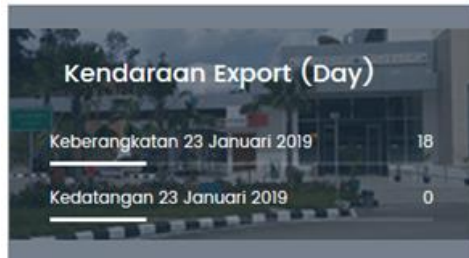 Kendaraan Export (Day)
Keberangkatan 23 Januari 2019 18
Kedatangan 23 Januari 2019 0